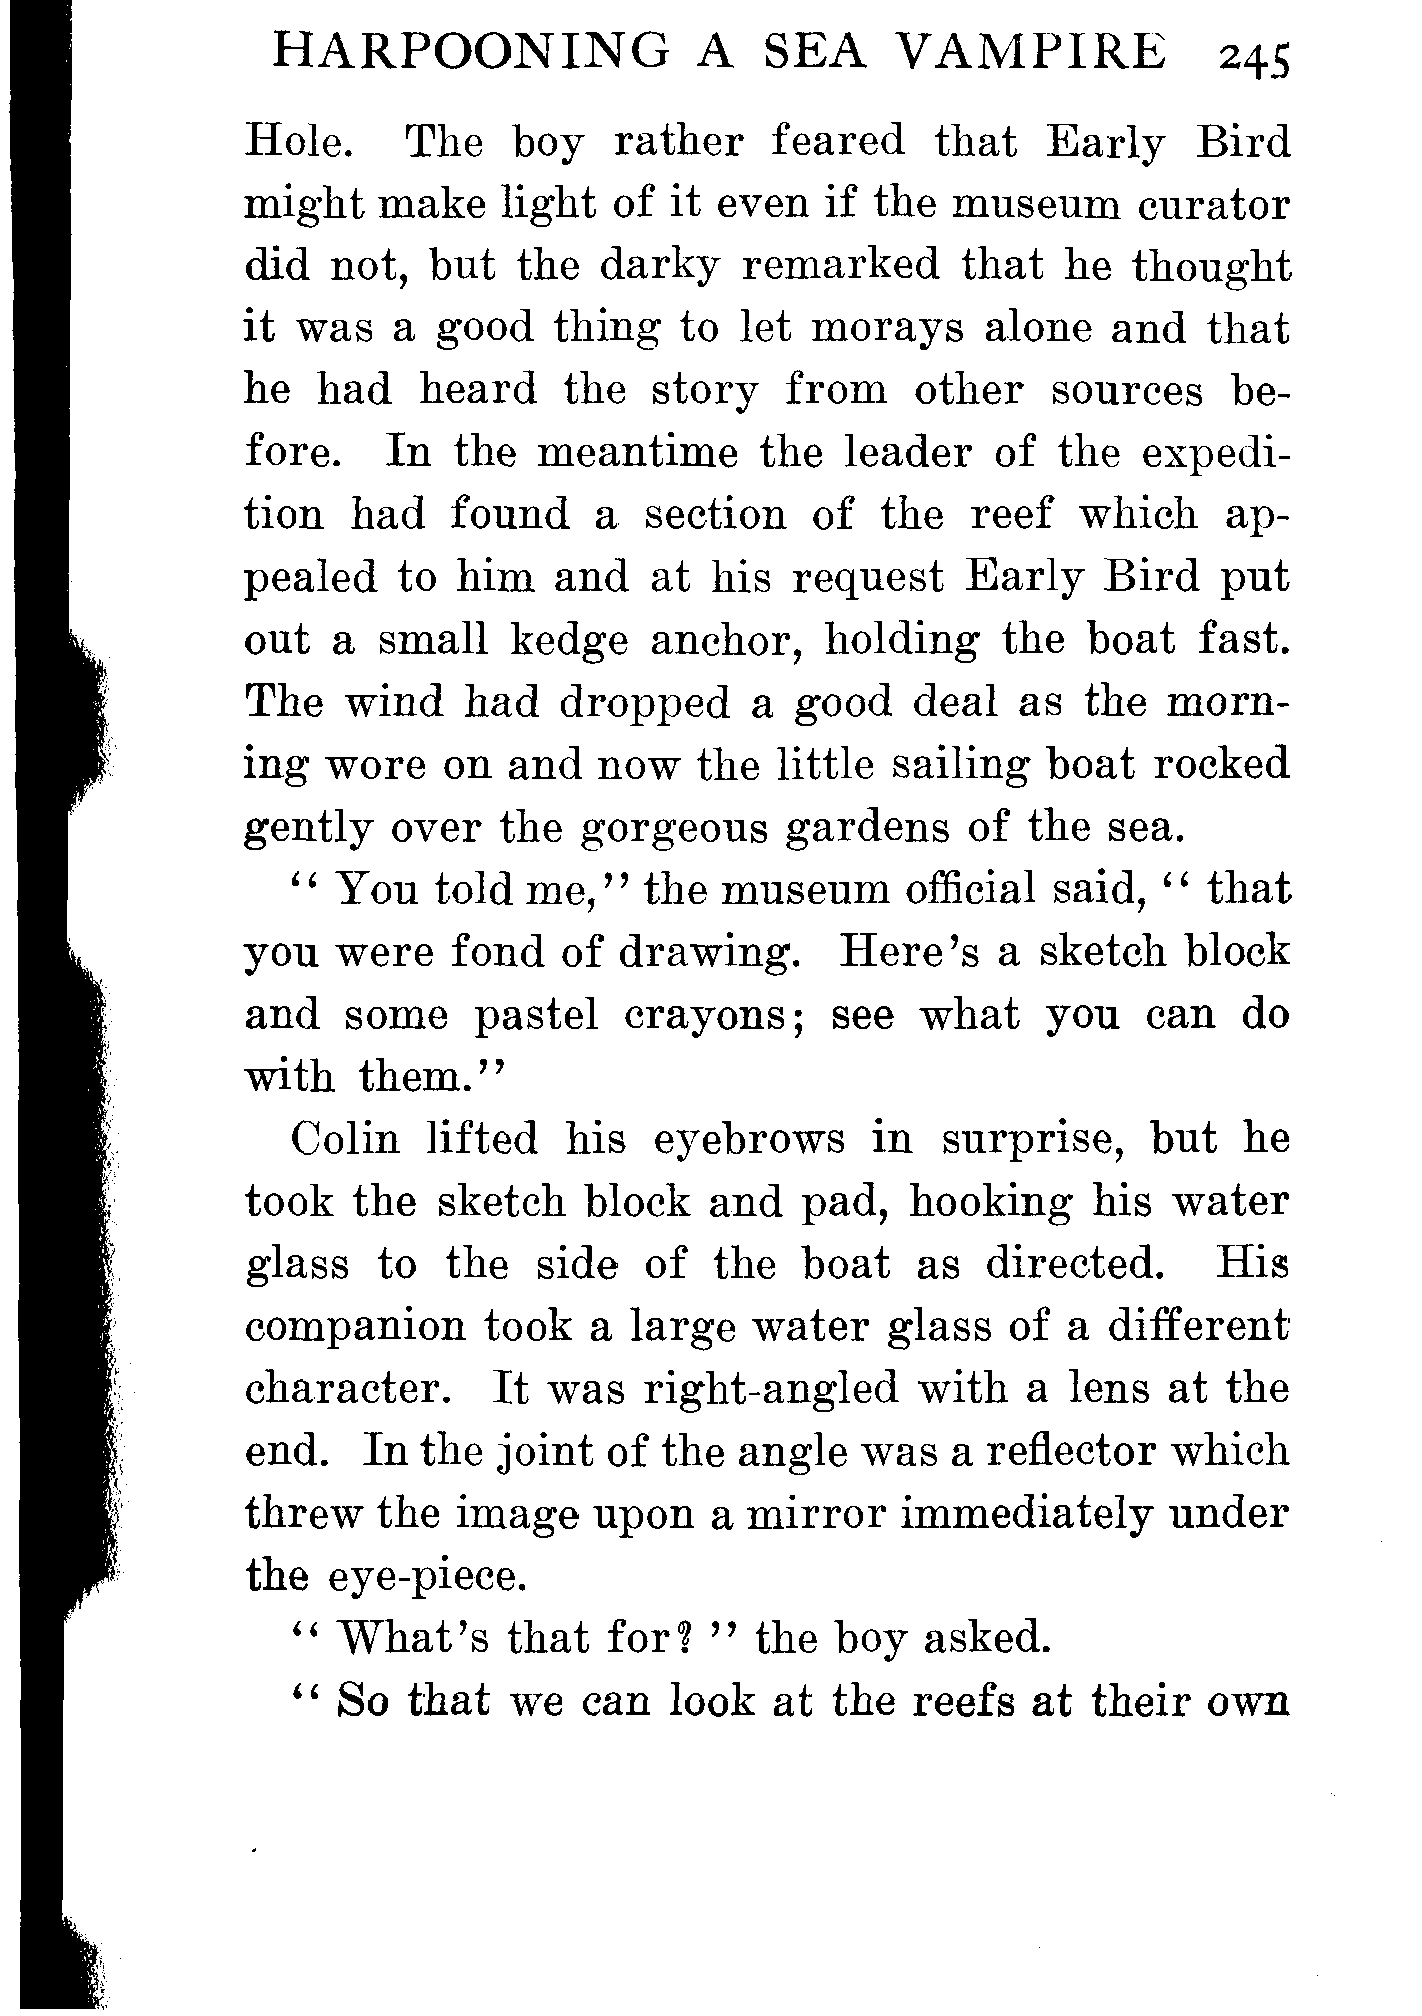 HARPOONING A SEA VAMPIRE 245
Hole. The boy rather feared that Early Bird
might make light of it even if the museum curator
did not, but the darky remarked that he thought
it was a good thing to let morays alone and that
he had heard the story from other sources be-
fore. In the meantime the leader of the expedi-
tion had found a section of the reef which ap-
pealed to him and at his request Early Bird put
out a small kedge anchor, holding the boat fast.
The wind had dropped a good deal as the morn-
ing wore on and now the little sailing boat rocked
gently over the gorgeous gardens of the sea.
“ You told me,” the museum official said, “ that
you were fond of drawing. Here’s a sketch block
and some pastel crayons; see what you can do
with them.”
Colin lifted his eyebrows in surprise, but he
took the sketch block and pad, hooking his water
glass to the side of the boat as directed. His
companion took a large water glass of a different
character. It was right-angled with a lens at the
end. In the joint of the angle was a reflector which
threw the image upon a mirror immediately under
the eye-piece.
“ What’s that for? ” the boy asked.
“ So that we can look at the reefs at their own